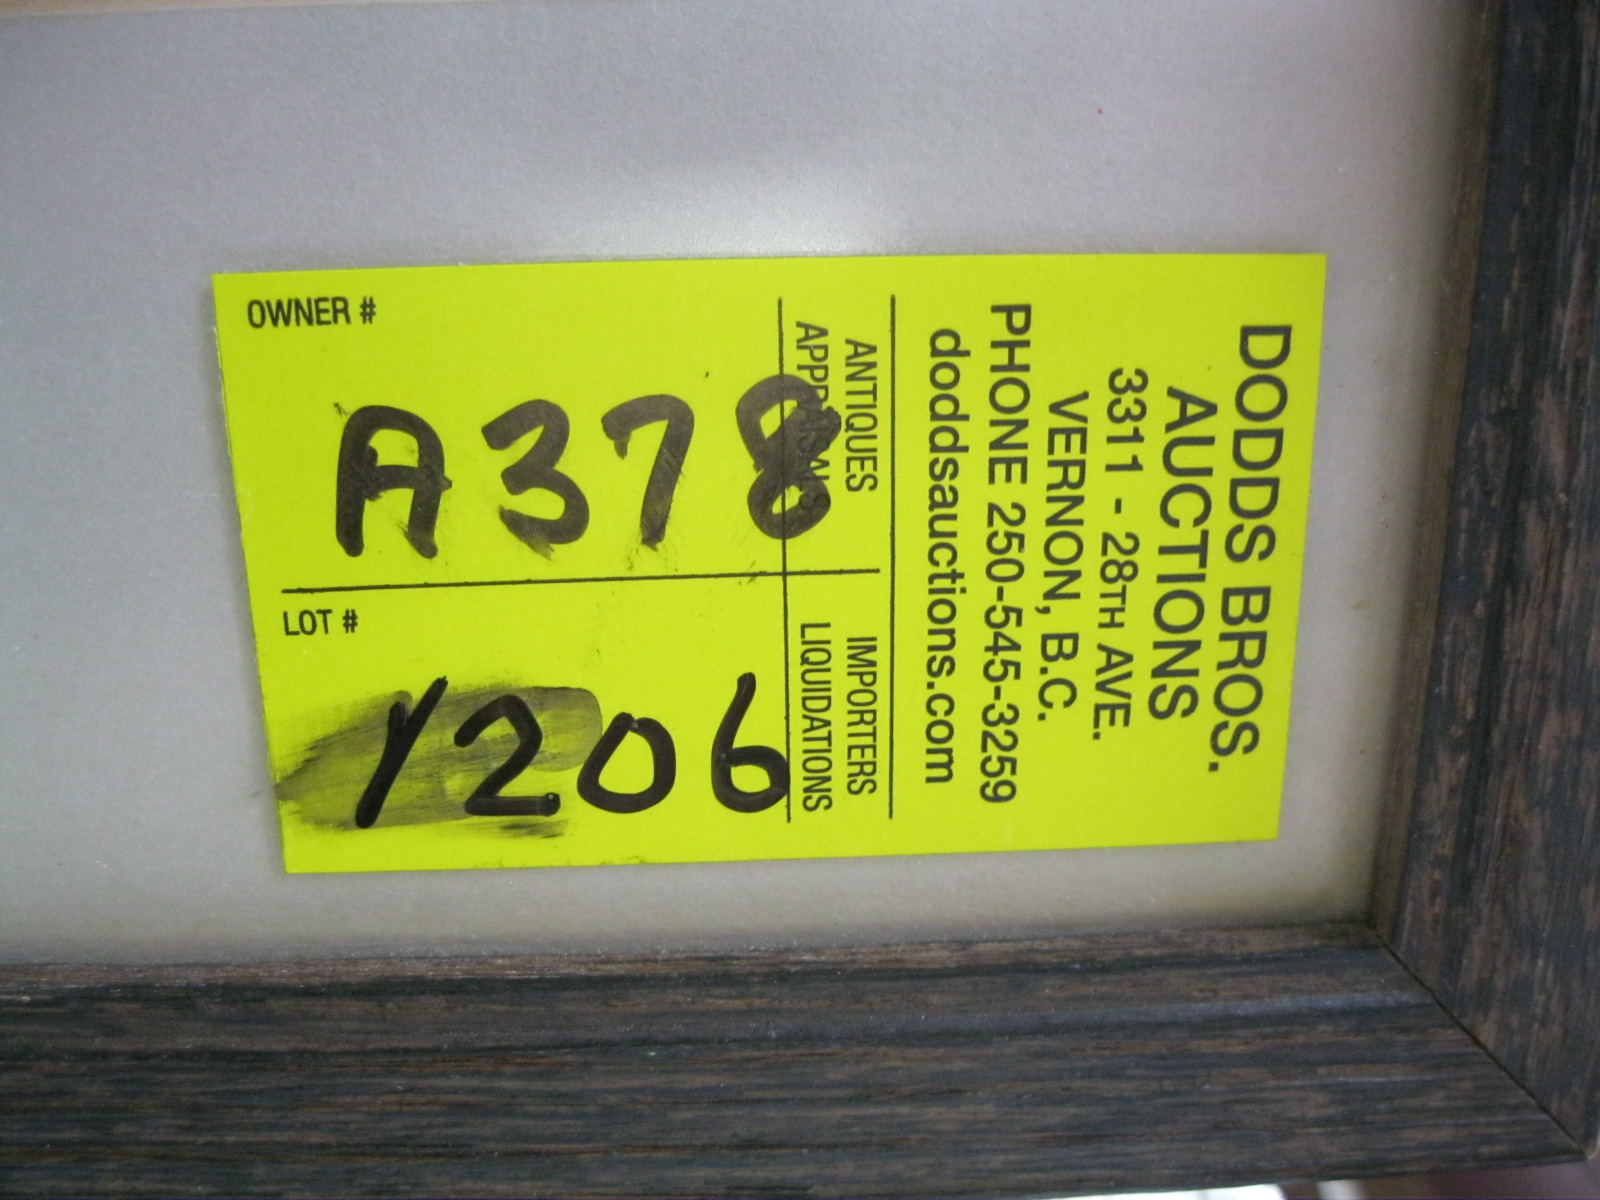 DODDS BROS.
AUCTIONS
3311 - 28TH AVE.
VERNON, B.C.
PHONE 250-545-3259
doddsauctions.com
ANTIQUES IMPORTERS
APPRAISALS LIQUIDATIONS
OWNER #
A378
LOT #
1206